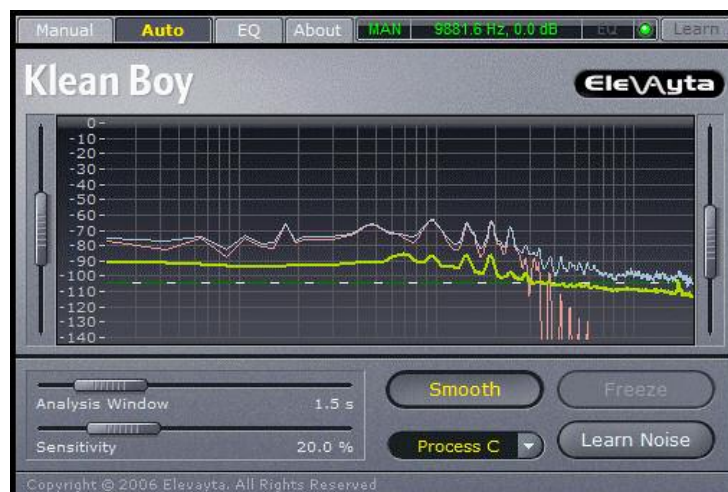 Manual Auto EQ About MAN 9881.6 Hz, 0.0 dB EQ Learn
Klean Boy
EleVAyta
0
-10
-20
-30
-40
-50
-60
-70
-80
-90
-100
-110
-120
-130
-140
Analysis Window 1.5 s
Sensitivity 20.0 %
Smooth Freeze
Process C Learn Noise
Copyright © 2006 Elevayta. All Rights Reserved